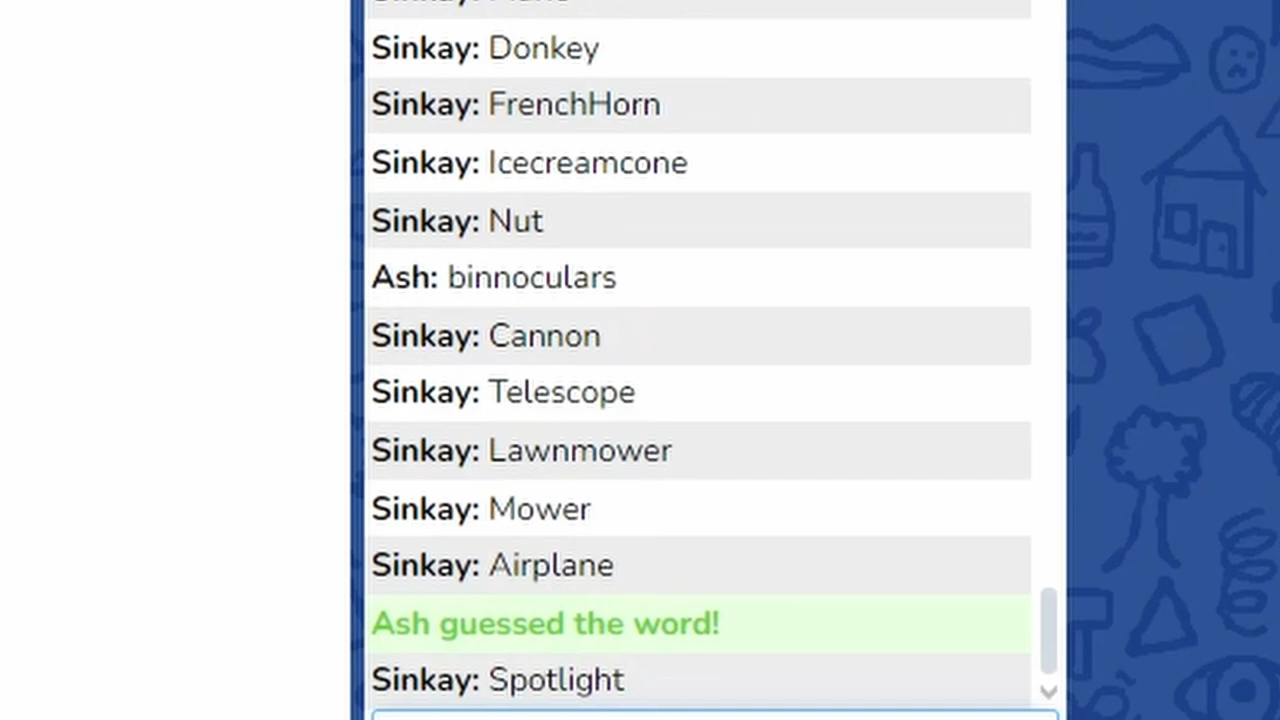 Sinkay: Donkey
Sinkay: FrenchHorn
Sinkay: Icecreamcone
Sinkay: Nut
Ash: binnoculars
Sinkay: Cannon
Sinkay: Telescope
Sinkay: Lawnmower
Sinkay: Mower
Sinkay: Airplane
Ash guessed the word!
Sinkay: Spotlight